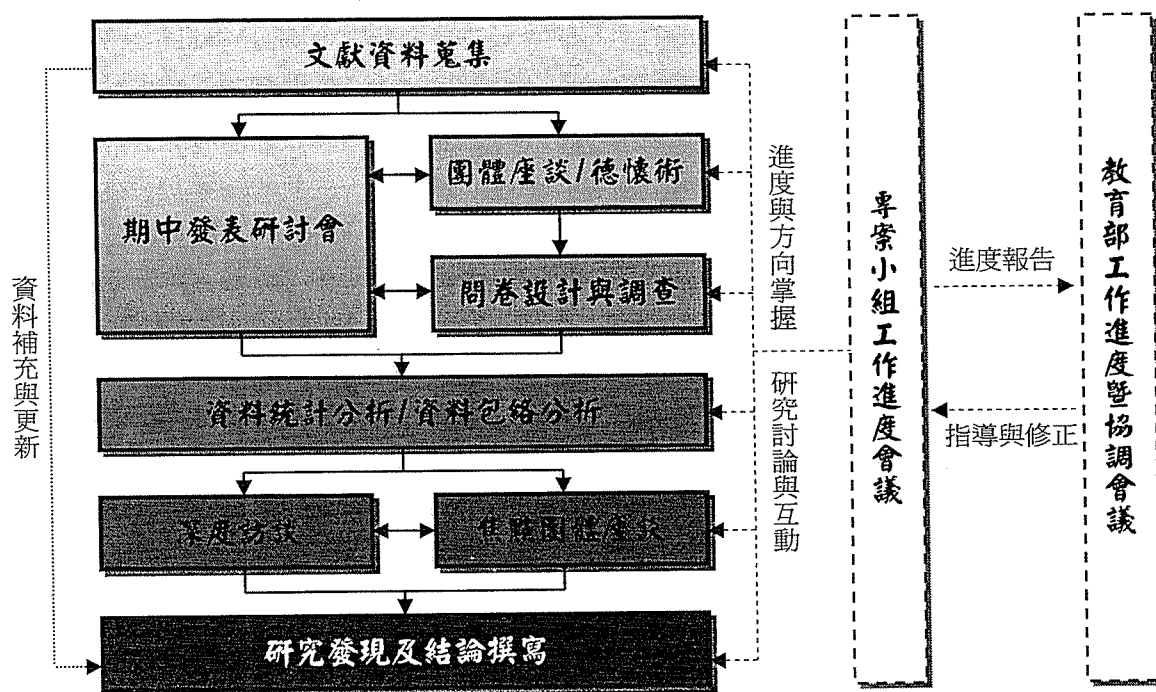 文獻資料蒐集
期中發表研討會
團體座談/德懷術
問卷設計與調查
資料統計分析/資料包絡分析
深度訪談
焦點團體座談
研究發現及結論撰寫
資料補充與更新
進度與方向掌握
研究討論與互動
專案小組工作進度會議
進度報告
指導與修正
教育部工作進度暨協調會議